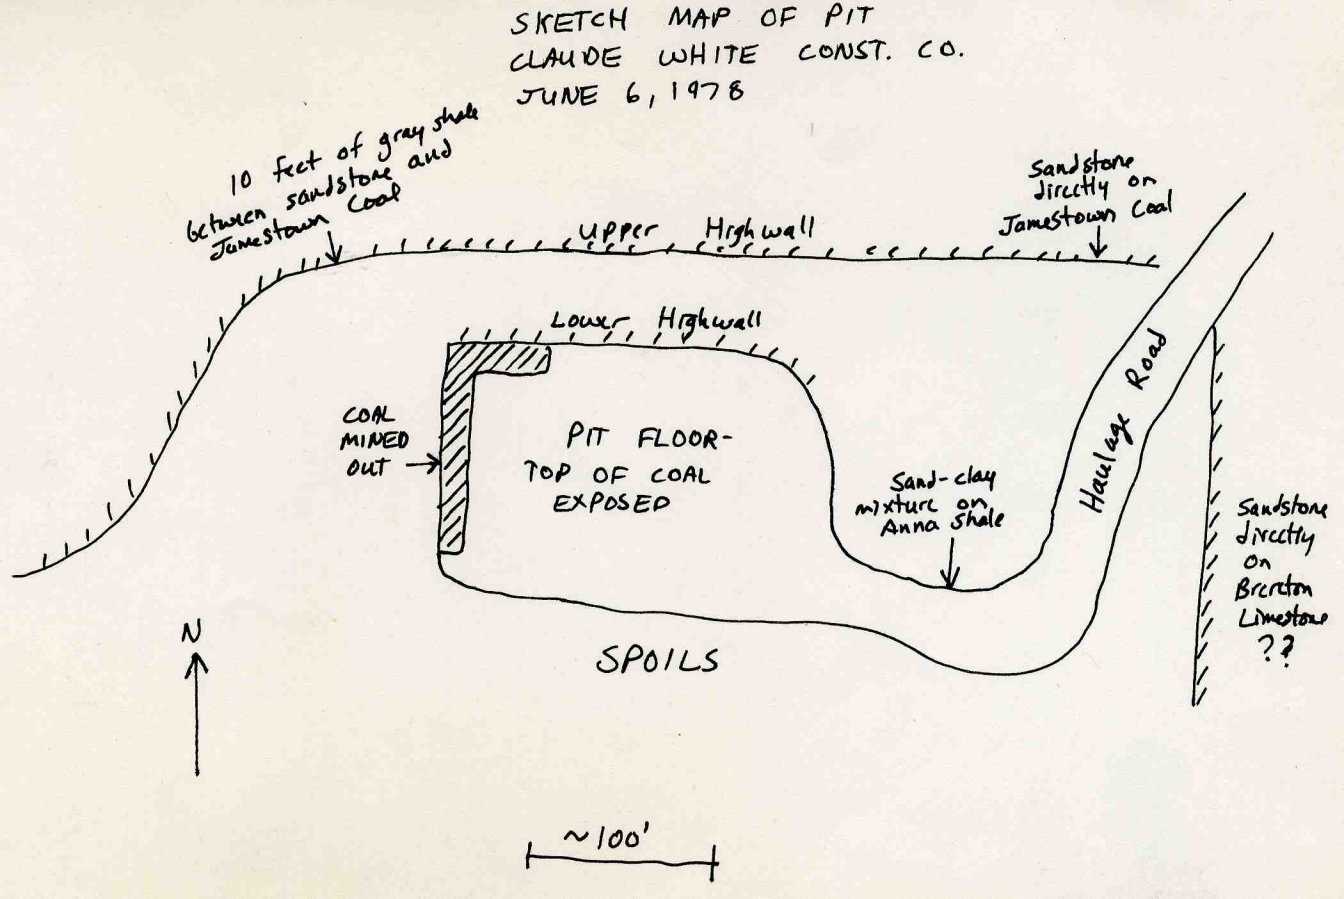 SKETCH MAP OF PIT
CLAUDE WHITE CONST. CO.
JUNE 6, 1978
10 feet of gray shale
between sandstone and
Jamestown Coal
Sandstone
directly on
Jamestown Coal
Upper Highwall
Lower Highwall
COAL
MINED
OUT
PIT FLOOR-
TOP OF COAL
EXPOSED
Sand-clay
mixture on
Anna Shale
Haulage Road
Sandstone
directly
on
Brereton
Limestone
??
N
SPOILS
~100'